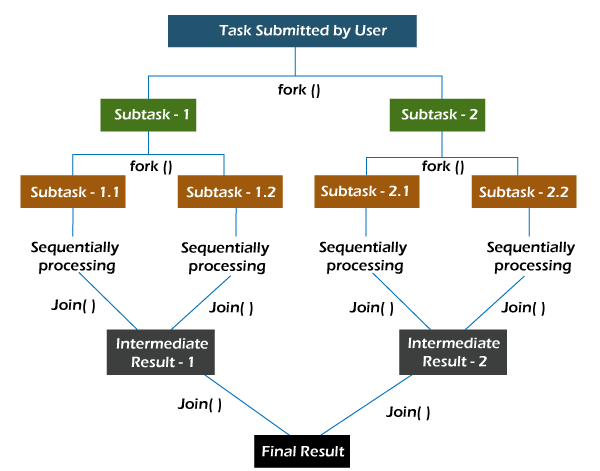 Task Submitted by User
fork ()
Subtask - 1
Subtask - 2
fork ()
fork ()
Subtask - 1.1
Subtask - 1.2
Subtask - 2.1
Subtask - 2.2
Sequentially
processing
Sequentially
processing
Sequentially
processing
Sequentially
processing
Join( )
Join( )
Join( )
Join( )
Intermediate
Result - 1
Intermediate
Result - 2
Join( )
Join( )
Final Result